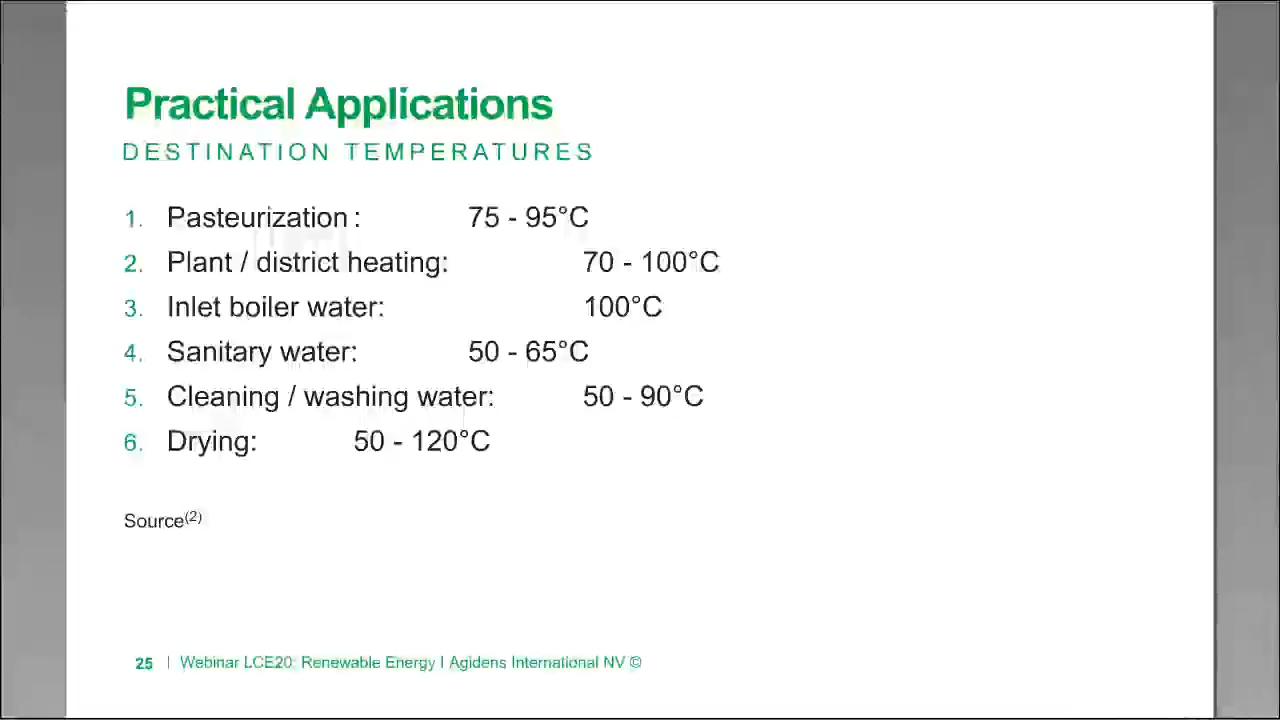 Practical Applications
DESTINATION TEMPERATURES
1. Pasteurization : 75 - 95°C
2. Plant / district heating: 70 - 100°C
3. Inlet boiler water: 100°C
4. Sanitary water: 50 - 65°C
5. Cleaning / washing water: 50 - 90°C
6. Drying: 50 - 120°C
Source(2)
25 | Webinar LCE20: Renewable Energy I Agidens International NV ©